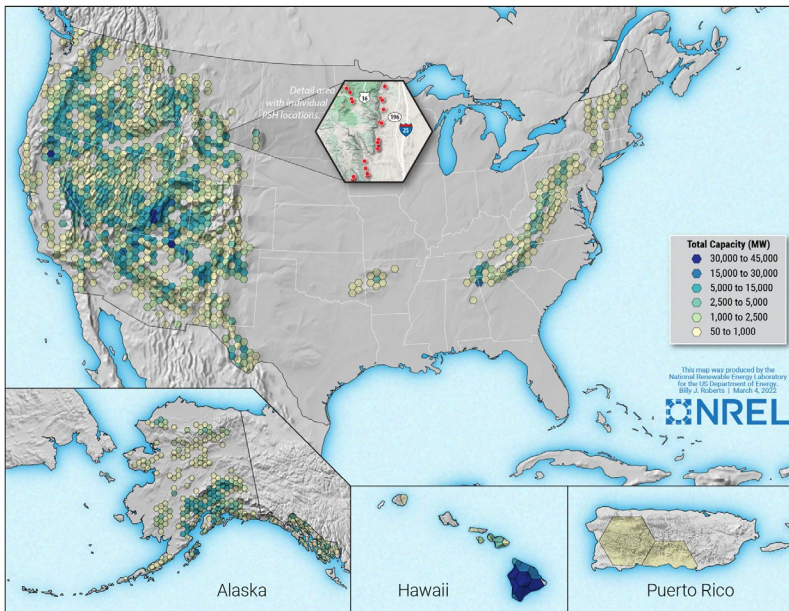 Detail area
with individual
PSH locations.
16
196
25
Total Capacity (MW)
30,000 to 45,000
15,000 to 30,000
5,000 to 15,000
2,500 to 5,000
1,000 to 2,500
50 to 1,000
This map was produced by the
National Renewable Energy Laboratory
for the US Department of Energy.
Billy J. Roberts | March 4, 2022
NREL
Alaska
Hawaii
Puerto Rico